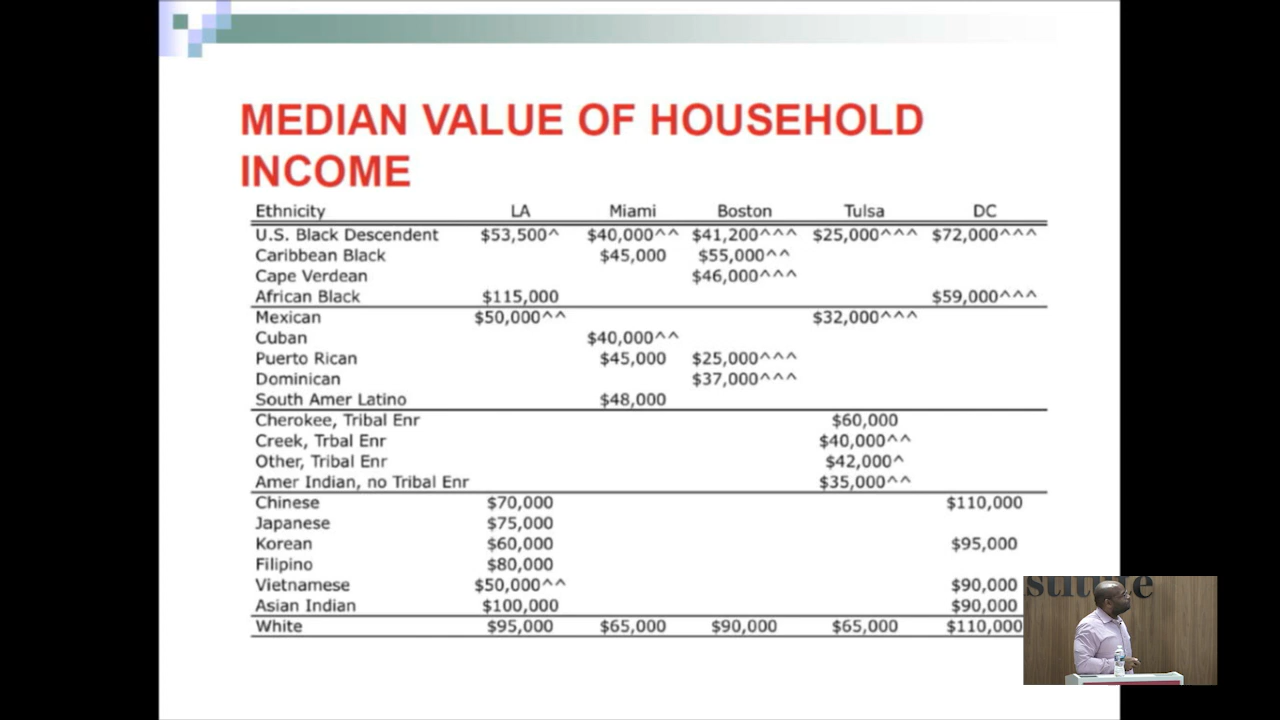 MEDIAN VALUE OF HOUSEHOLD
INCOME
Ethnicity LA Miami Boston Tulsa DC
U.S. Black Descendent $53,500^ $40,000^^ $41,200^^^ $25,000^^^ $72,000^^^
Caribbean Black $45,000 $55,000^^
Cape Verdean $46,000^^^
African Black $115,000 $59,000^^^
Mexican $50,000^^ $32,000^^^
Cuban $40,000^^
Puerto Rican $45,000 $25,000^^^
Dominican $37,000^^^
South Amer Latino $48,000
Cherokee, Tribal Enr $60,000
Creek, Trbal Enr $40,000^^
Other, Tribal Enr $42,000^
Amer Indian, no Tribal Enr $35,000^^
Chinese $70,000 $110,000
Japanese $75,000
Korean $60,000 $95,000
Filipino $80,000
Vietnamese $50,000^^ $90,000
Asian Indian $100,000 $90,000
White $95,000 $65,000 $90,000 $65,000 $110,000